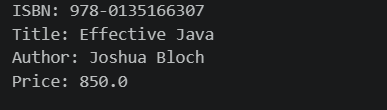 ISBN: 978-0135166307
Title: Effective Java
Author: Joshua Bloch
Price: 850.0